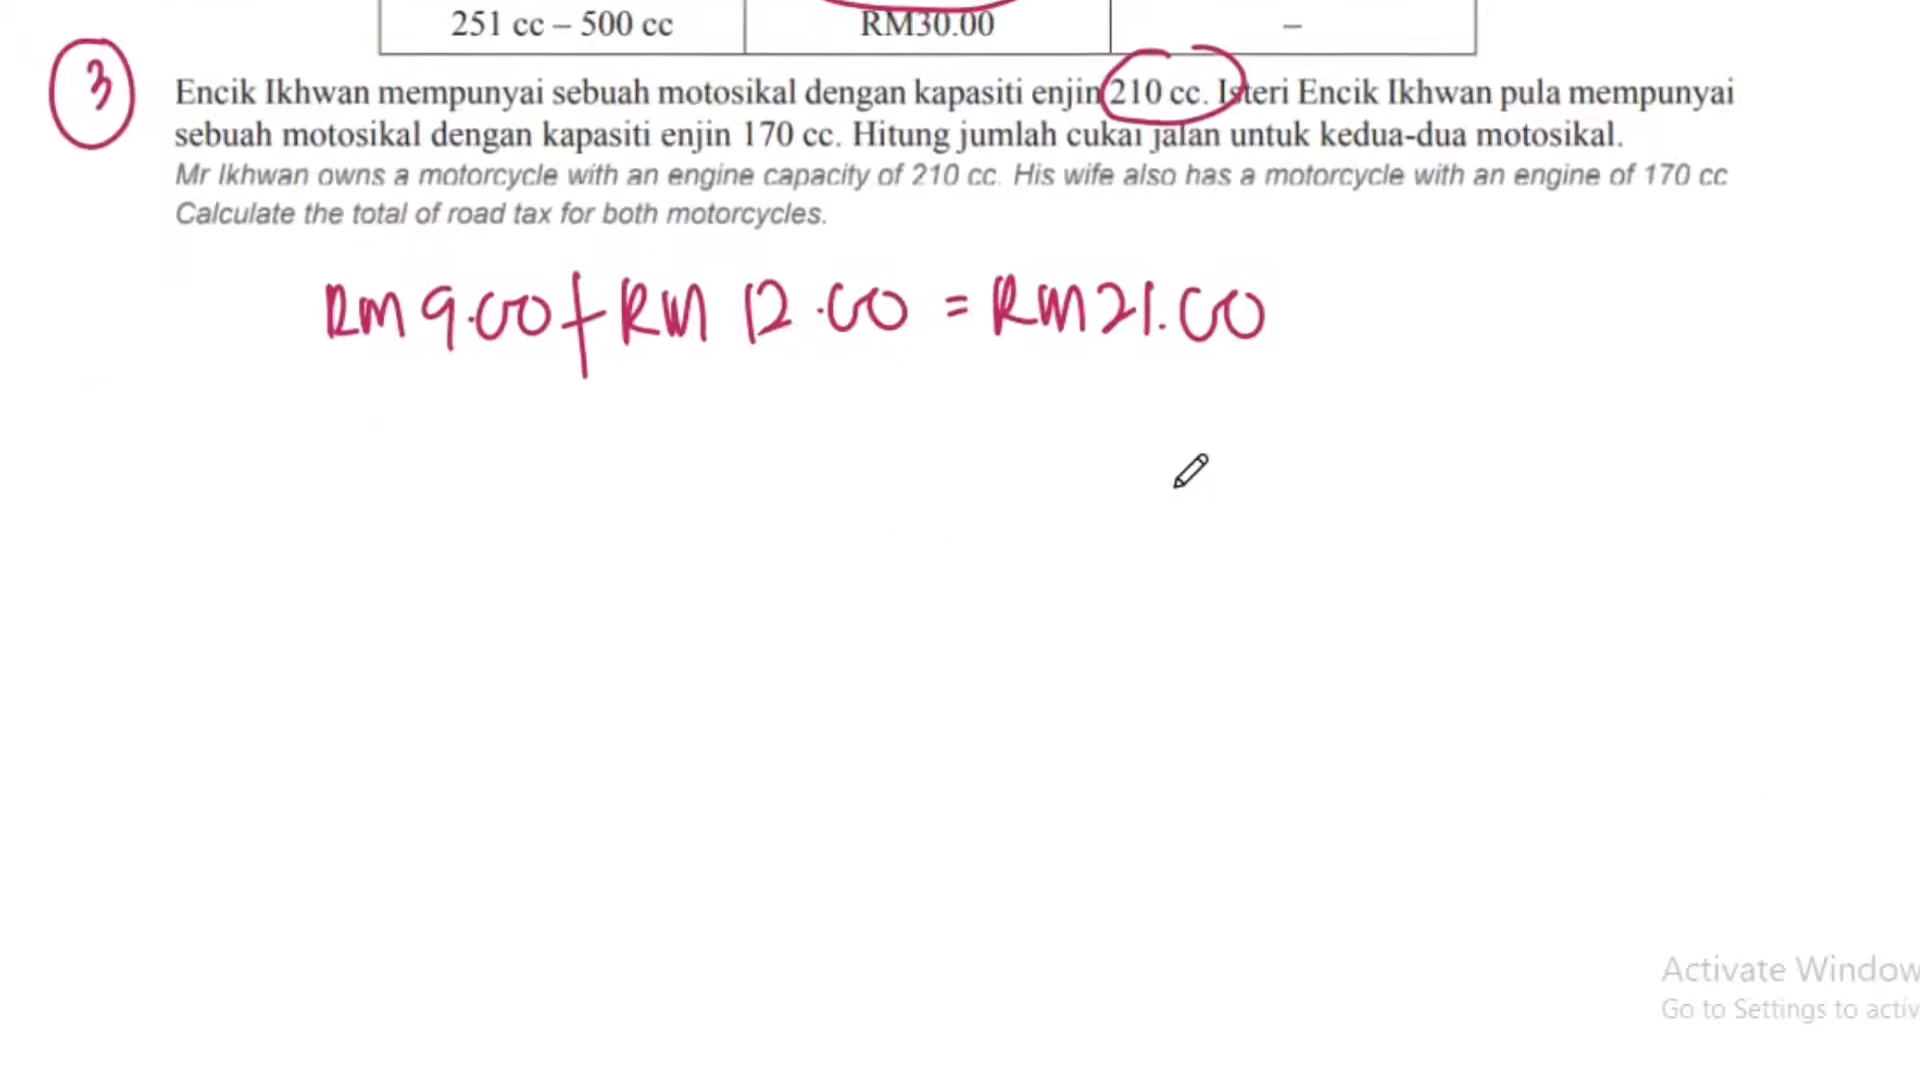 251 cc – 500 cc RM30.00 –
3
Encik Ikhwan mempunyai sebuah motosikal dengan kapasiti enjin 210 cc. Isteri Encik Ikhwan pula mempunyai
sebuah motosikal dengan kapasiti enjin 170 cc. Hitung jumlah cukai jalan untuk kedua-dua motosikal.
Mr Ikhwan owns a motorcycle with an engine capacity of 210 cc. His wife also has a motorcycle with an engine of 170 cc
Calculate the total of road tax for both motorcycles.
RM 9.00 + RM 12.00 = RM 21.00
Activate Window
Go to Settings to activ